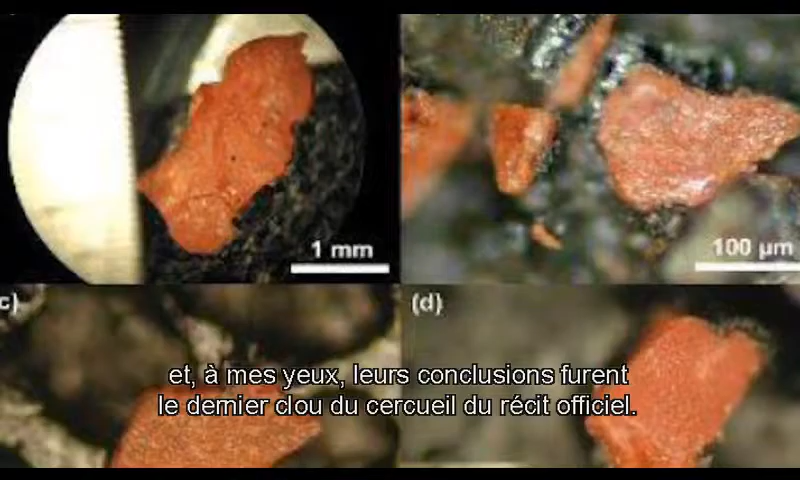 1 mm
100 µm
c)
(d)
et, à mes yeux, leurs conclusions furent
le dernier clou du cercueil du récit officiel.